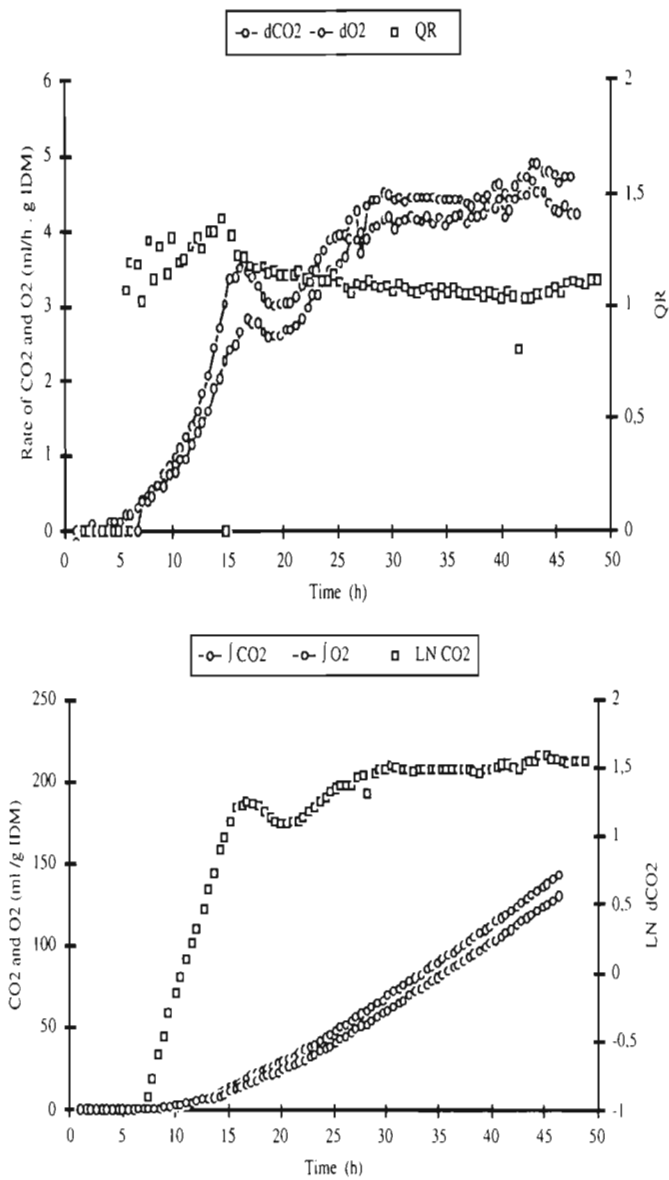 dCO2 dO2 QR
6
5
4
3
2
1
0
2
1.5
1
0,5
0
0 5 10 15 20 25 30 35 40 45 50
Rate of CO2 and O2 (ml/h . g IDM)
QR
Time (h)
∫CO2 ∫O2 LN CO2
250
200
150
100
50
0
2
1.5
1
0.5
0
-0.5
-1
0 5 10 15 20 25 30 35 40 45 50
CO2 and O2 (ml /g IDM)
LN dCO2
Time (h)